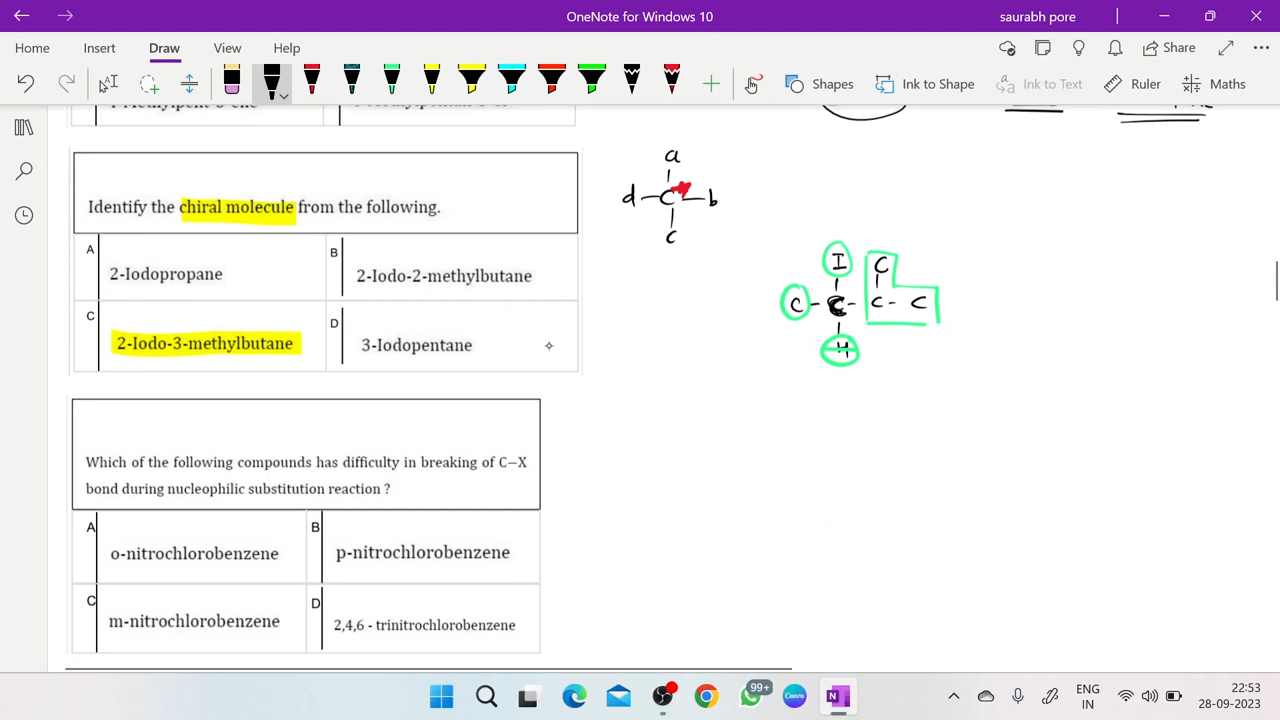 OneNote for Windows 10
saurabh pore
Home Insert Draw View Help
Share
Shapes
Ink to Shape
Ink to Text
Ruler
Maths
Identify the chiral molecule from the following.
A
2-Iodopropane
B
2-Iodo-2-methylbutane
C
2-Iodo-3-methylbutane
D
3-Iodopentane
a
d - C - b
c
I C
C - C - C - C
H
Which of the following compounds has difficulty in breaking of C−X
bond during nucleophilic substitution reaction ?
A
o-nitrochlorobenzene
B
p-nitrochlorobenzene
C
m-nitrochlorobenzene
D
2,4,6 - trinitrochlorobenzene
99+
Canva
ENG
IN
22:53
28-09-2023